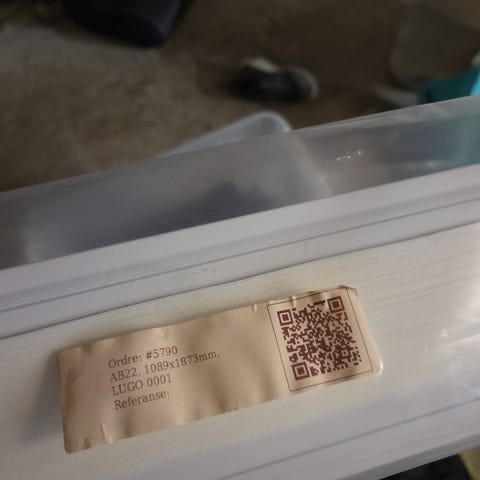 Ordre: #5790
AB22, 1089x1873mm,
LUGO 0001
Referanse: